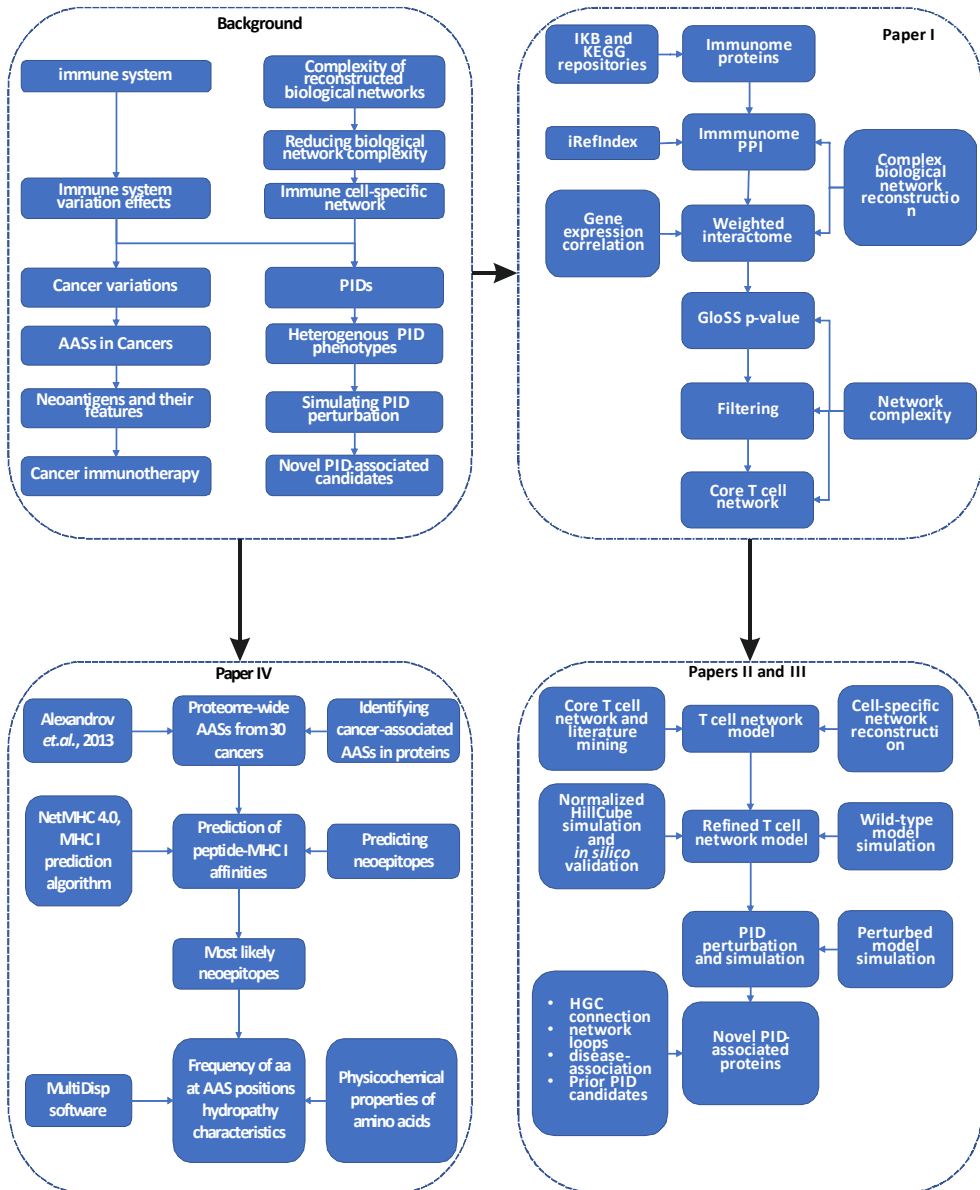 Background
immune system
Immune system
variation effects
Cancer variations
AASs in Cancers
Neoantigens and their
features
Cancer immunotherapy
Complexity of
reconstructed
biological networks
Reducing biological
network complexity
Immune cell-specific
network
PIDs
Heterogenous PID
phenotypes
Simulating PID
perturbation
Novel PID-associated
candidates
Paper I
IKB and
KEGG
repositories
Immunome
proteins
iRefIndex
Immmunome
PPI
Complex
biological
network
reconstructio
n
Gene
expression
correlation
Weighted
interactome
GloSS p-value
Filtering
Network
complexity
Core T cell
network
Paper IV
Alexandrov
et.al., 2013
Proteome-wide
AASs from 30
cancers
Identifying
cancer-associated
AASs in proteins
NetMHC 4.0,
MHC I
prediction
algorithm
Prediction of
peptide-MHC I
affinities
Predicting
neoepitopes
Most likely
neoepitopes
MultiDisp
software
Frequency of aa
at AAS positions
hydropathy
characteristics
Physicochemical
properties of
amino acids
Papers II and III
Core T cell
network and
literature
mining
T cell network
model
Cell-specific
network
reconstructi
on
Normalized
HillCube
simulation
and
in silico
validation
Refined T cell
network model
Wild-type
model
simulation
PID
perturbation
and simulation
Perturbed
model
simulation
• HGC
connection
• network
loops
• disease-
association
• Prior PID
candidates
Novel PID-
associated
proteins